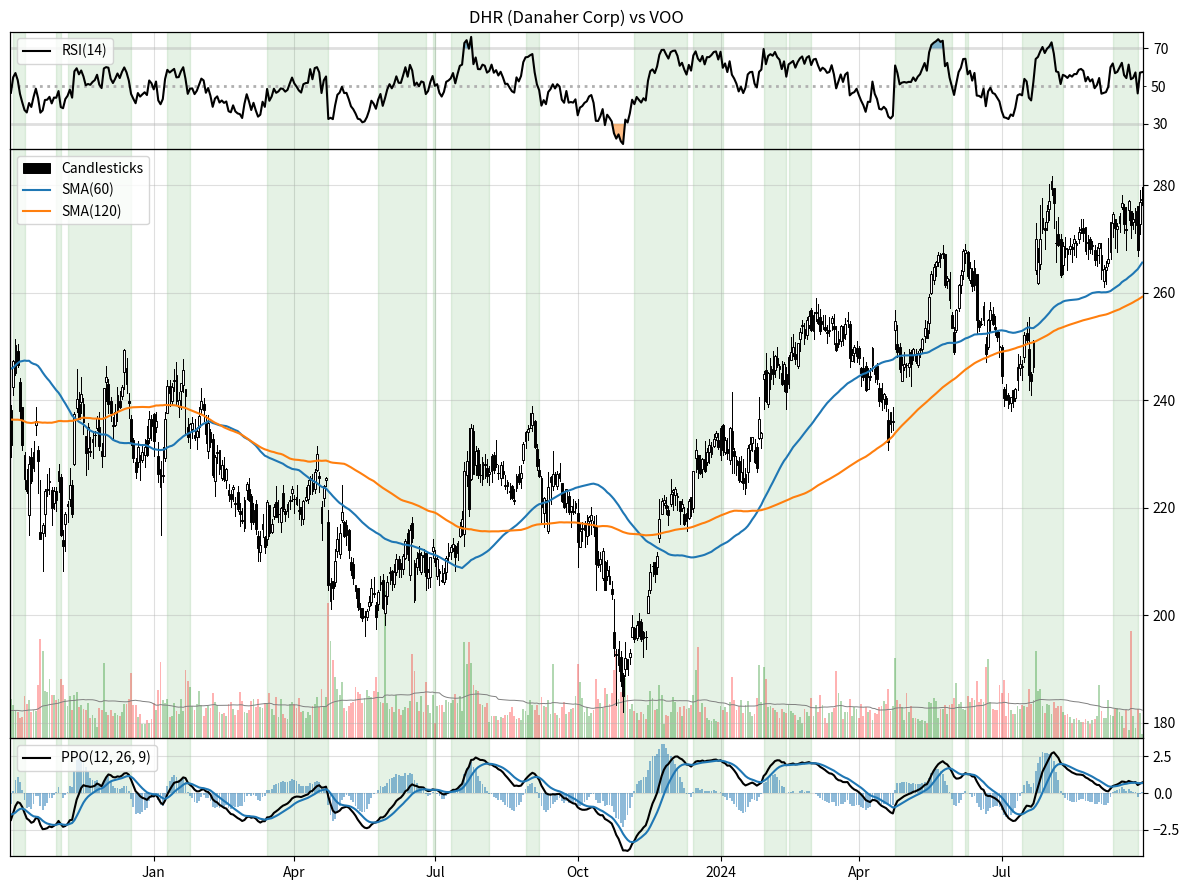 DHR (Danaher Corp) vs VOO
RSI(14)
70
50
30
Candlesticks
SMA(60)
SMA(120)
280
260
240
220
200
180
PPO(12, 26, 9)
2.5
0.0
−2.5
Jan
Apr
Jul
Oct
2024
Apr
Jul